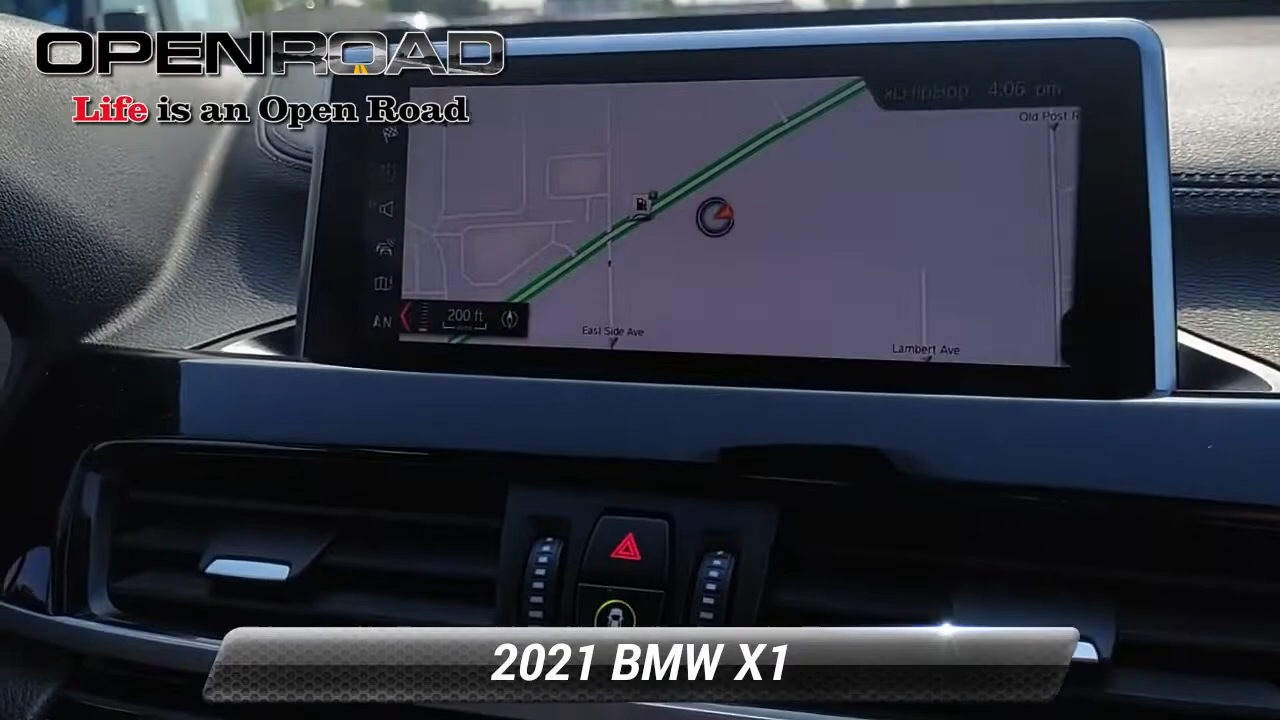 OPENROAD
Life is an Open Road
4:06 pm
Old Post R
200 ft
East Side Ave
Lambert Ave
2021 BMW X1